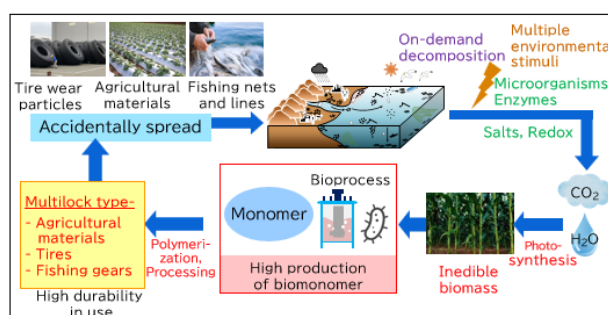 Tire wear
particles
Agricultural
materials
Fishing nets
and lines
Accidentally spread
On-demand
decomposition
Multiple
environmental
stimuli
Microorganisms
Enzymes
Salts, Redox
CO₂
H₂O
Photo-
synthesis
Inedible
biomass
Bioprocess
Monomer
High production
of biomonomer
Polymeri-
zation,
Processing
Multilock type-
- Agricultural
materials
- Tires
- Fishing gears
High durability
in use